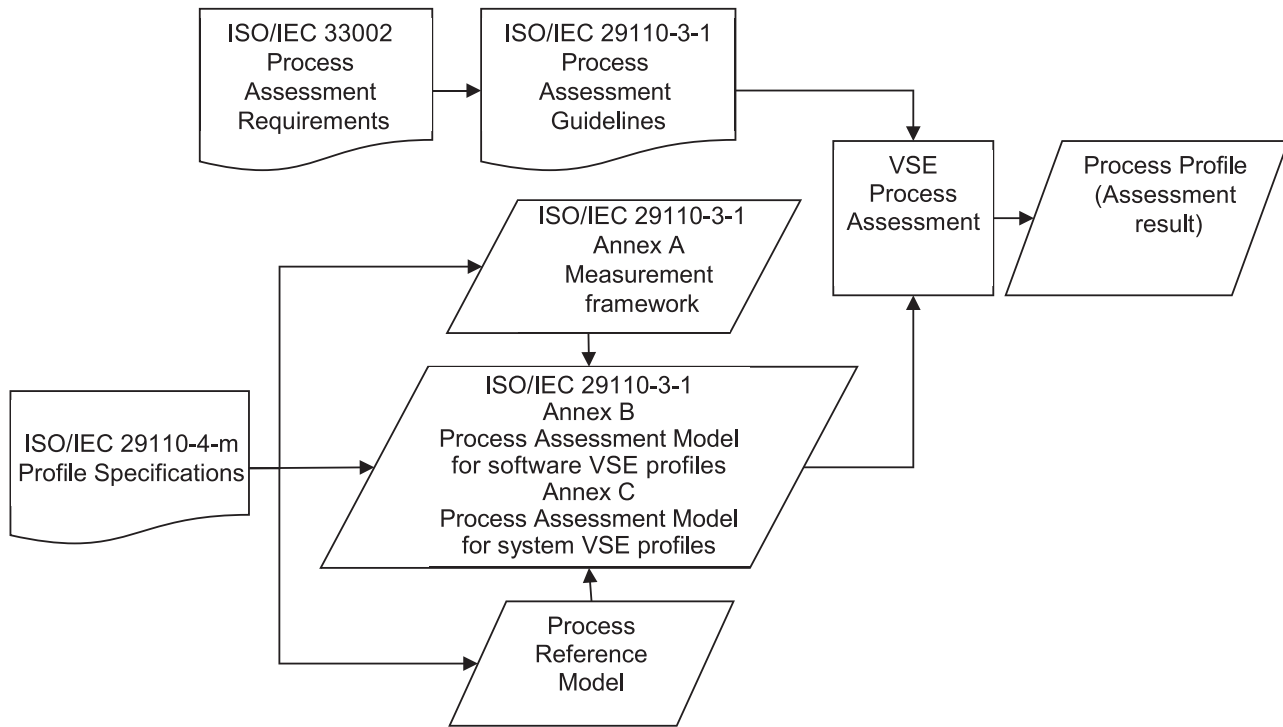 ISO/IEC 33002
Process
Assessment
Requirements
ISO/IEC 29110-3-1
Process
Assessment
Guidelines
VSE
Process
Assessment
Process Profile
(Assessment
result)
ISO/IEC 29110-3-1
Annex A
Measurement
framework
ISO/IEC 29110-4-m
Profile Specifications
ISO/IEC 29110-3-1
Annex B
Process Assessment Model
for software VSE profiles
Annex C
Process Assessment Model
for system VSE profiles
Process
Reference
Model